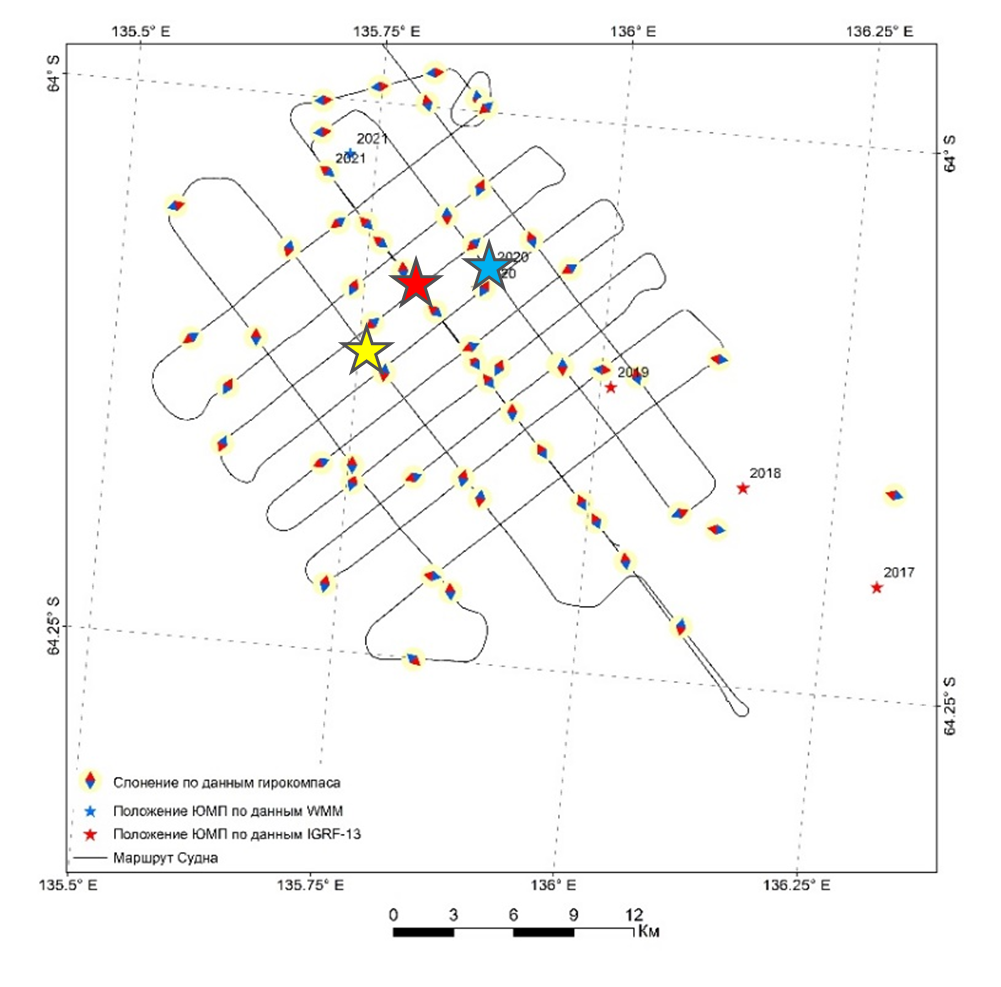 135.5° E
135.75° E
136° E
136.25° E
64° S
64° S
2021
2021
2020
20
2019
2018
2017
64.25° S
64.25° S
Слонение по данным гирокомпаса
Положение ЮМП по данным WMM
Положение ЮМП по данным IGRF-13
Маршрут Судна
135.5° E
135.75° E
136° E
136.25° E
0
3
6
9
12
Км